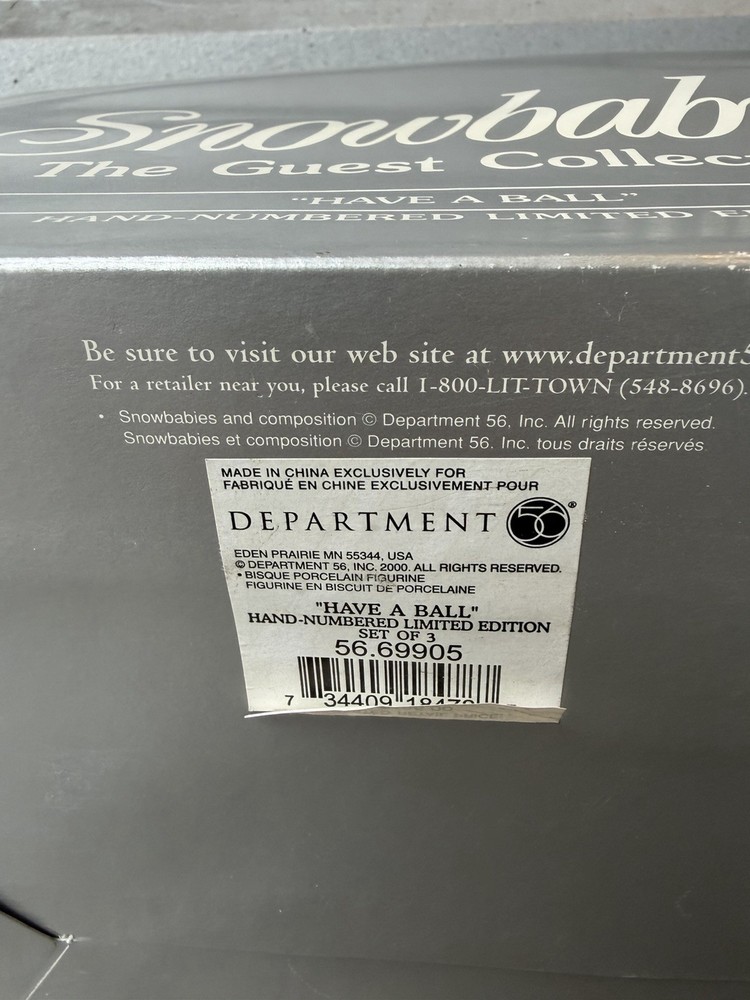 Snowbab
The Guest Collec
"HAVE A BALL"
HAND-NUMBERED LIMITED E
Be sure to visit our web site at www.department5
For a retailer near you, please call 1-800-LIT-TOWN (548-8696).
• Snowbabies and composition © Department 56, Inc. All rights reserved.
Snowbabies et composition © Department 56, Inc. tous draits réservés
MADE IN CHINA EXCLUSIVELY FOR
FABRIQUÉ EN CHINE EXCLUSIVEMENT POUR
DEPARTMENT 56®
EDEN PRAIRIE MN 55344, USA
© DEPARTMENT 56, INC. 2000. ALL RIGHTS RESERVED.
• BISQUE PORCELAIN FIGURINE
FIGURINE EN BISCUIT DE PORCELAINE
"HAVE A BALL"
HAND-NUMBERED LIMITED EDITION
SET OF 3
56.69905
7 34409 18479